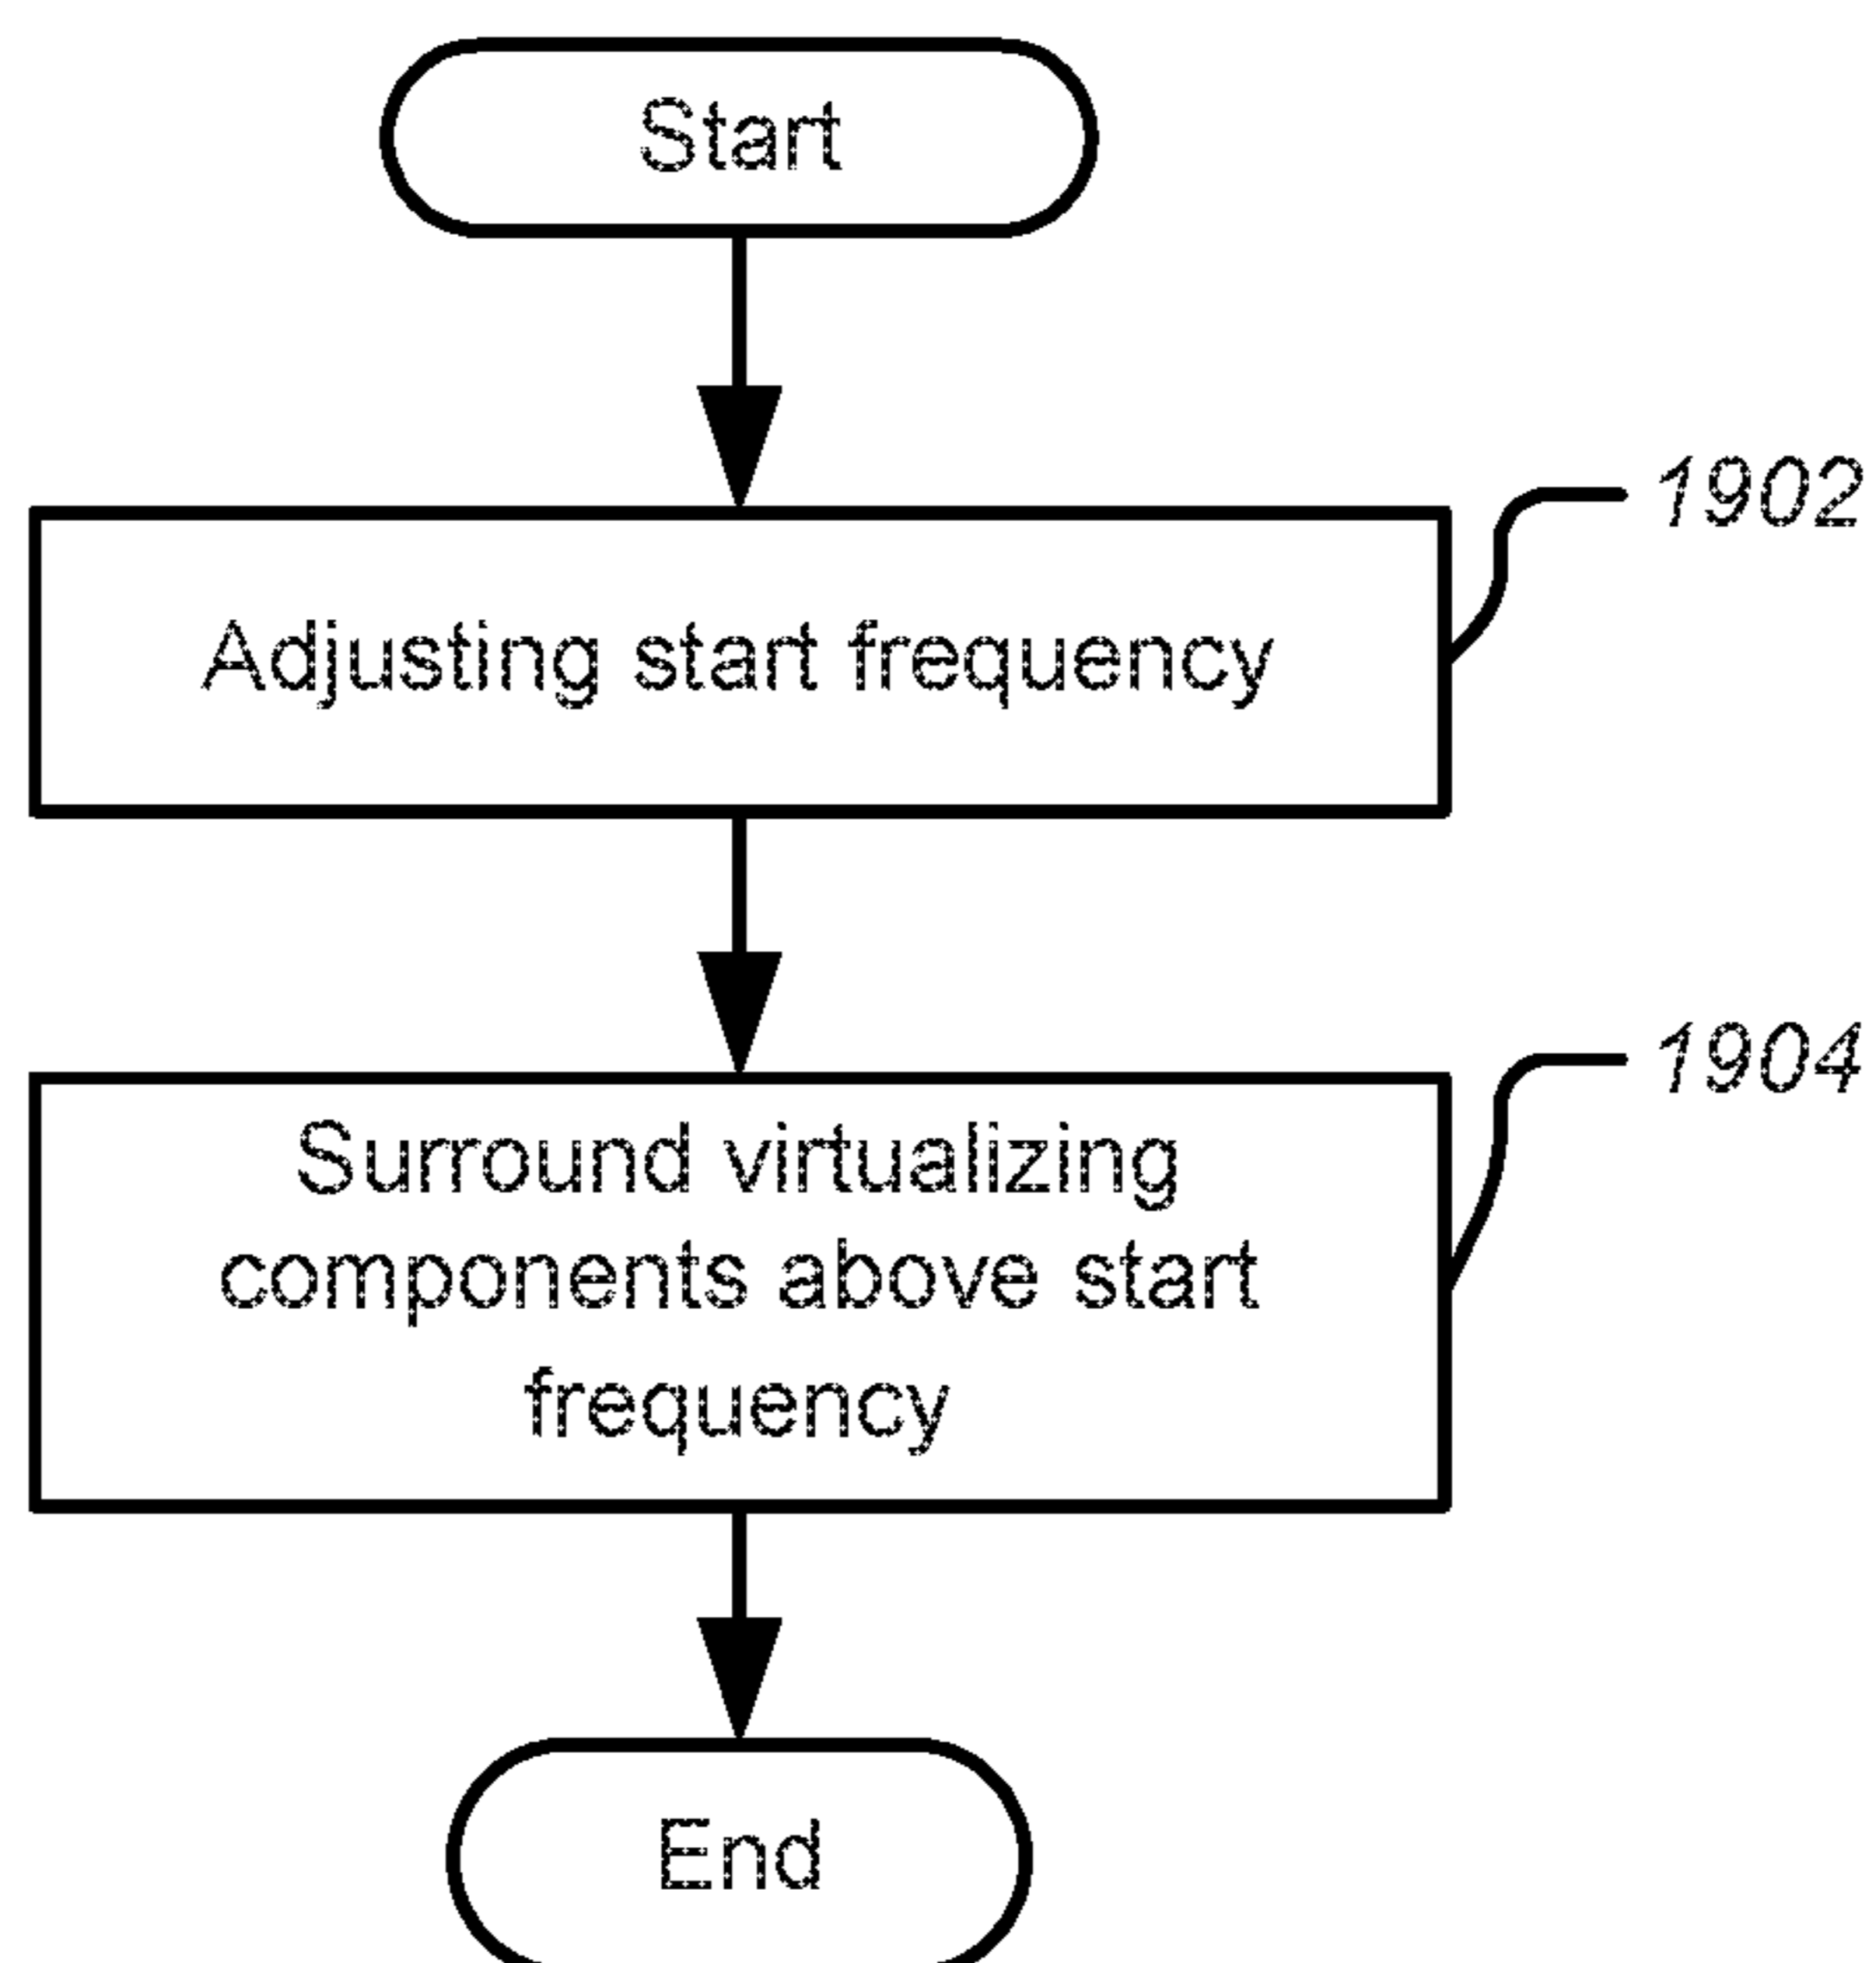 Start
1902
Adjusting start frequency
1904
Surround virtualizing
components above start
frequency
End